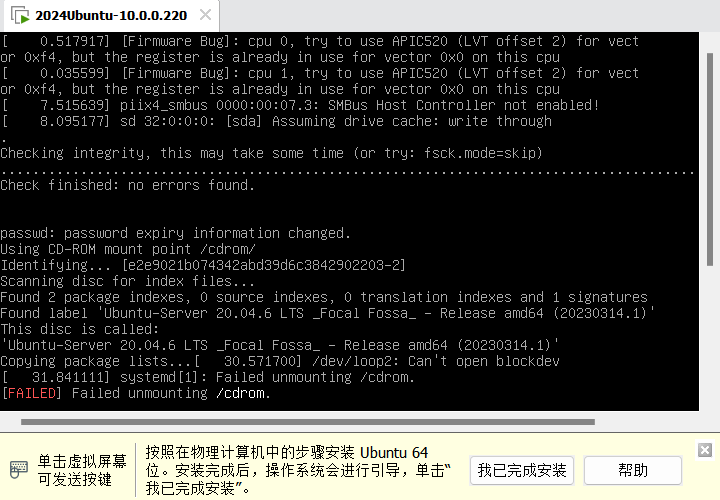 2024Ubuntu-10.0.0.220
[    0.517917] [Firmware Bug]: cpu 0, try to use APIC520 (LVT offset 2) for vect
or 0xf4, but the register is already in use for vector 0x0 on this cpu
[    0.035599] [Firmware Bug]: cpu 1, try to use APIC520 (LVT offset 2) for vect
or 0xf4, but the register is already in use for vector 0x0 on this cpu
[    7.515639] piix4_smbus 0000:00:07.3: SMBus Host Controller not enabled!
[    8.095177] sd 32:0:0:0: [sda] Assuming drive cache: write through
.
Checking integrity, this may take some time (or try: fsck.mode=skip)
................................................................................
Check finished: no errors found.
passwd: password expiry information changed.
Using CD-ROM mount point /cdrom/
Identifying... [e2e9021b074342abd39d6c3842902203-2]
Scanning disc for index files...
Found 2 package indexes, 0 source indexes, 0 translation indexes and 1 signatures
Found label 'Ubuntu-Server 20.04.6 LTS _Focal Fossa_ - Release amd64 (20230314.1)'
This disc is called:
'Ubuntu-Server 20.04.6 LTS _Focal Fossa_ - Release amd64 (20230314.1)'
Copying package lists...[   30.571700] /dev/loop2: Can't open blockdev
[   31.841111] systemd[1]: Failed unmounting /cdrom.
[FAILED] Failed unmounting /cdrom.
单击虚拟屏幕
可发送按键
按照在物理计算机中的步骤安装 Ubuntu 64
位。安装完成后，操作系统会进行引导，单击“
我已完成安装”。
我已完成安装
帮助